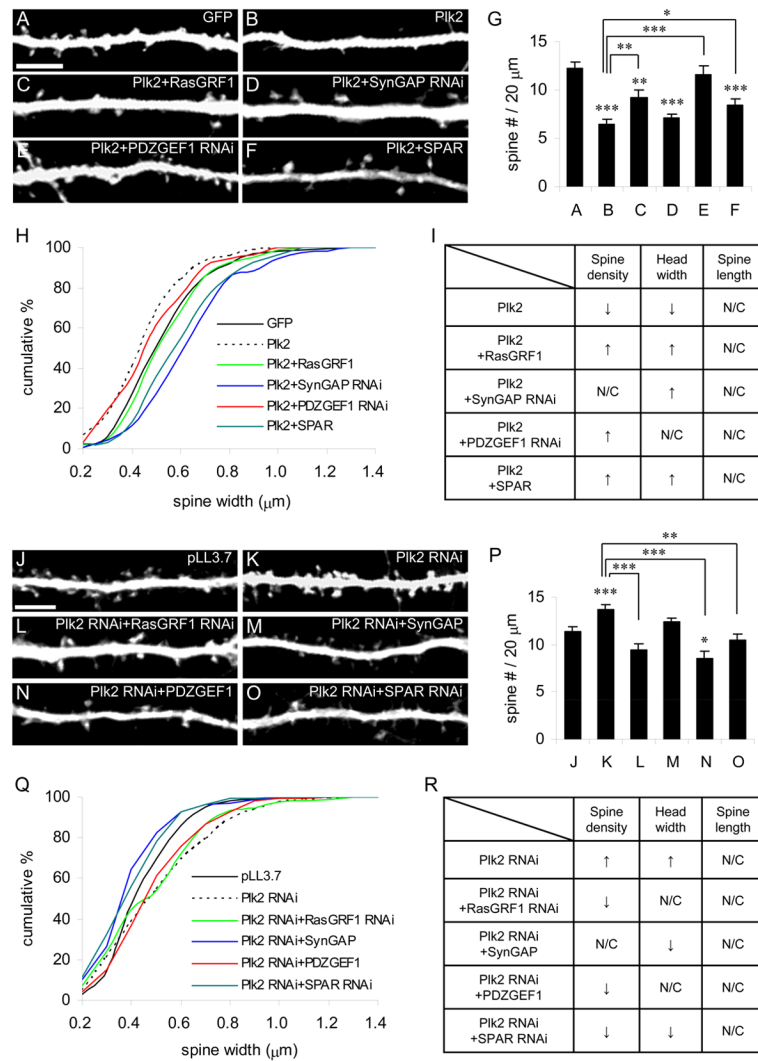 A GFP
B Plk2
C Plk2+RasGRF1
D Plk2+SynGAP RNAi
E Plk2+PDZGEF1 RNAi
F Plk2+SPAR
G
spine # / 20 μm
15
10
5
0
*
***
**
*** ** *** ***
A B C D E F
H
cumulative %
100
80
60
40
20
0
GFP
Plk2
Plk2+RasGRF1
Plk2+SynGAP RNAi
Plk2+PDZGEF1 RNAi
Plk2+SPAR
0.2 0.4 0.6 0.8 1.0 1.2 1.4
spine width (μm)
I
Spine density Head width Spine length
Plk2 ↓ ↓ N/C
Plk2 +RasGRF1 ↑ ↑ N/C
Plk2 +SynGAP RNAi N/C ↑ N/C
Plk2 +PDZGEF1 RNAi ↑ N/C N/C
Plk2 +SPAR ↑ ↑ N/C
J pLL3.7
K Plk2 RNAi
L Plk2 RNAi+RasGRF1 RNAi
M Plk2 RNAi+SynGAP
N Plk2 RNAi+PDZGEF1
O Plk2 RNAi+SPAR RNAi
P
spine # / 20 μm
20
15
10
5
0
**
***
***
*** *
J K L M N O
Q
cumulative %
100
80
60
40
20
0
pLL3.7
Plk2 RNAi
Plk2 RNAi+RasGRF1 RNAi
Plk2 RNAi+SynGAP
Plk2 RNAi+PDZGEF1
Plk2 RNAi+SPAR RNAi
0.2 0.4 0.6 0.8 1.0 1.2 1.4
spine width (μm)
R
Spine density Head width Spine length
Plk2 RNAi ↑ ↑ N/C
Plk2 RNAi +RasGRF1 RNAi ↓ N/C N/C
Plk2 RNAi +SynGAP N/C ↓ N/C
Plk2 RNAi +PDZGEF1 ↓ N/C N/C
Plk2 RNAi +SPAR RNAi ↓ ↓ N/C